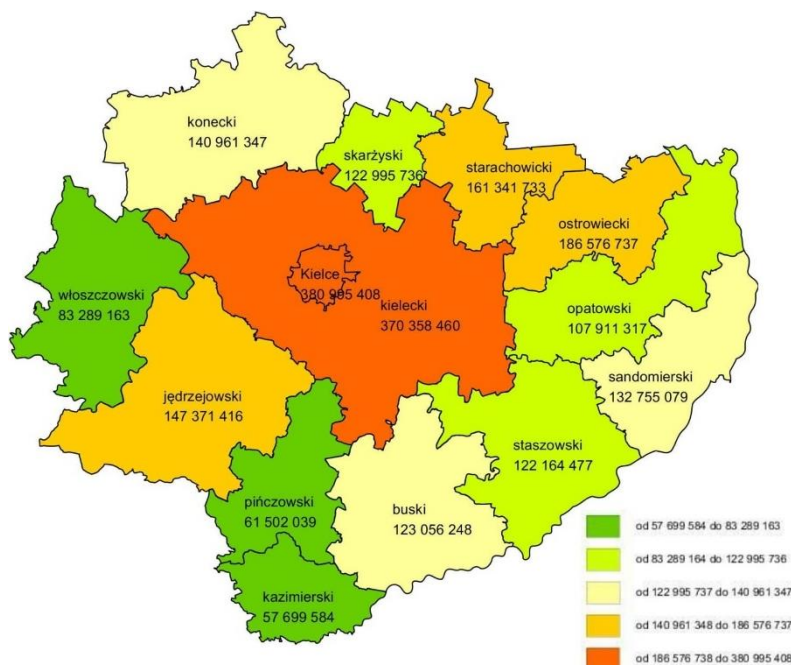 konecki
140 961 347
skarżyski
122 995 736
starachowicki
161 341 733
ostrowiecki
186 576 737
włoszczowski
83 289 163
Kielce
380 995 408
kielecki
370 358 460
opatowski
107 911 317
sandomierski
132 755 079
jędrzejowski
147 371 416
staszowski
122 164 477
pińczowski
61 502 039
buski
123 056 248
kazimierski
57 699 584
od 57 699 584 do 83 289 163
od 83 289 164 do 122 995 736
od 122 995 737 do 140 961 347
od 140 961 348 do 186 576 737
od 186 576 738 do 380 995 408